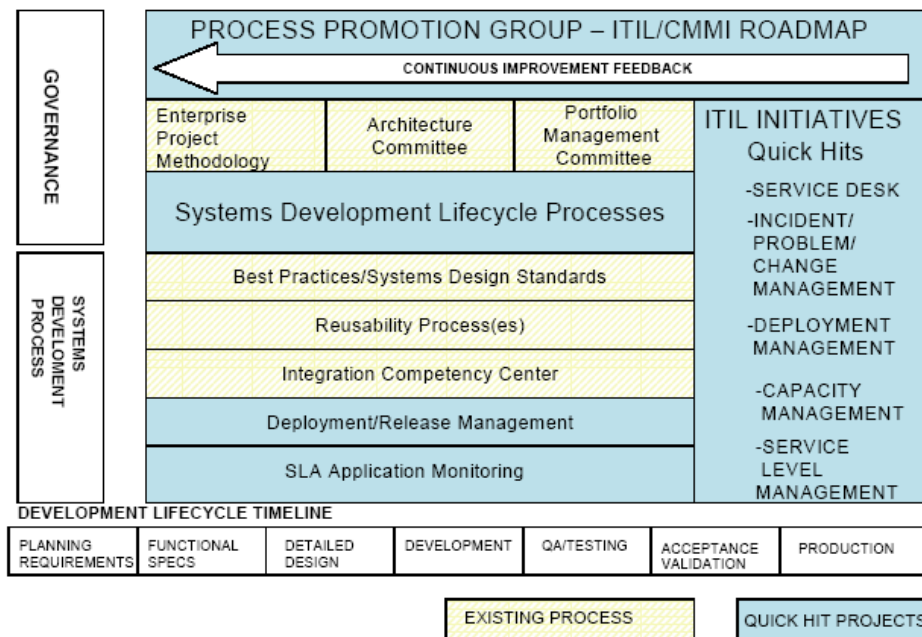 PROCESS PROMOTION GROUP – ITIL/CMMI ROADMAP
CONTINUOUS IMPROVEMENT FEEDBACK
GOVERNANCE
Enterprise
Project
Methodology
Architecture
Committee
Portfolio
Management
Committee
Systems Development Lifecycle Processes
ITIL INITIATIVES
Quick Hits
-SERVICE DESK
-INCIDENT/
PROBLEM/
CHANGE
MANAGEMENT
-DEPLOYMENT
MANAGEMENT
-CAPACITY
MANAGEMENT
-SERVICE
LEVEL
MANAGEMENT
SYSTEMS
DEVELOMENT
PROCESS
Best Practices/Systems Design Standards
Reusability Process(es)
Integration Competency Center
Deployment/Release Management
SLA Application Monitoring
DEVELOPMENT LIFECYCLE TIMELINE
PLANNING
REQUIREMENTS
FUNCTIONAL
SPECS
DETAILED
DESIGN
DEVELOPMENT
QA/TESTING
ACCEPTANCE
VALIDATION
PRODUCTION
EXISTING PROCESS
QUICK HIT PROJECTS